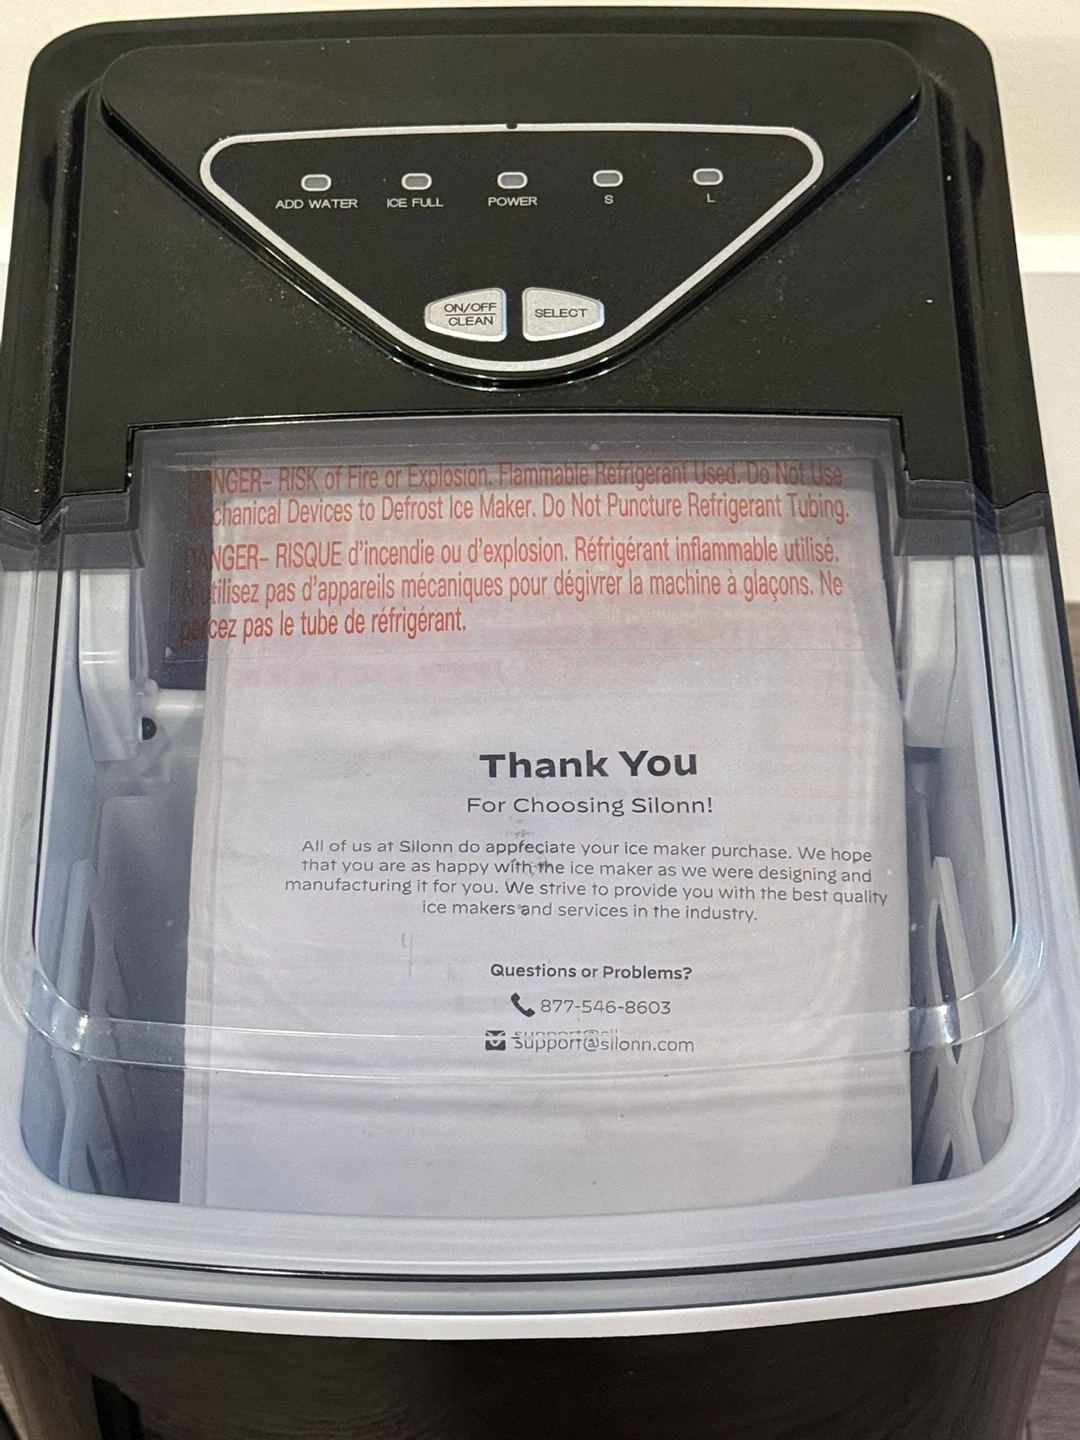 ADD WATER
ICE FULL
POWER
S
L
ON/OFF
CLEAN
SELECT
DANGER- RISK of Fire or Explosion. Flammable Refrigerant Used. Do Not Use
Mechanical Devices to Defrost Ice Maker. Do Not Puncture Refrigerant Tubing.
DANGER- RISQUE d'incendie ou d'explosion. Réfrigérant inflammable utilisé.
N'utilisez pas d'appareils mécaniques pour dégivrer la machine à glaçons. Ne
percez pas le tube de réfrigérant.
Thank You
For Choosing Silonn!
All of us at Silonn do appreciate your ice maker purchase. We hope
that you are as happy with the ice maker as we were designing and
manufacturing it for you. We strive to provide you with the best quality
ice makers and services in the industry.
Questions or Problems?
877-546-8603
support@silonn.com